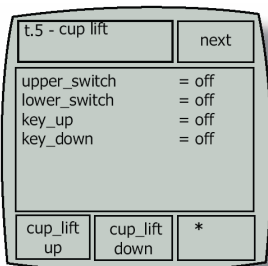 t.5 - cup lift
next
upper_switch = off
lower_switch = off
key_up = off
key_down = off
cup_lift
up
cup_lift
down
*